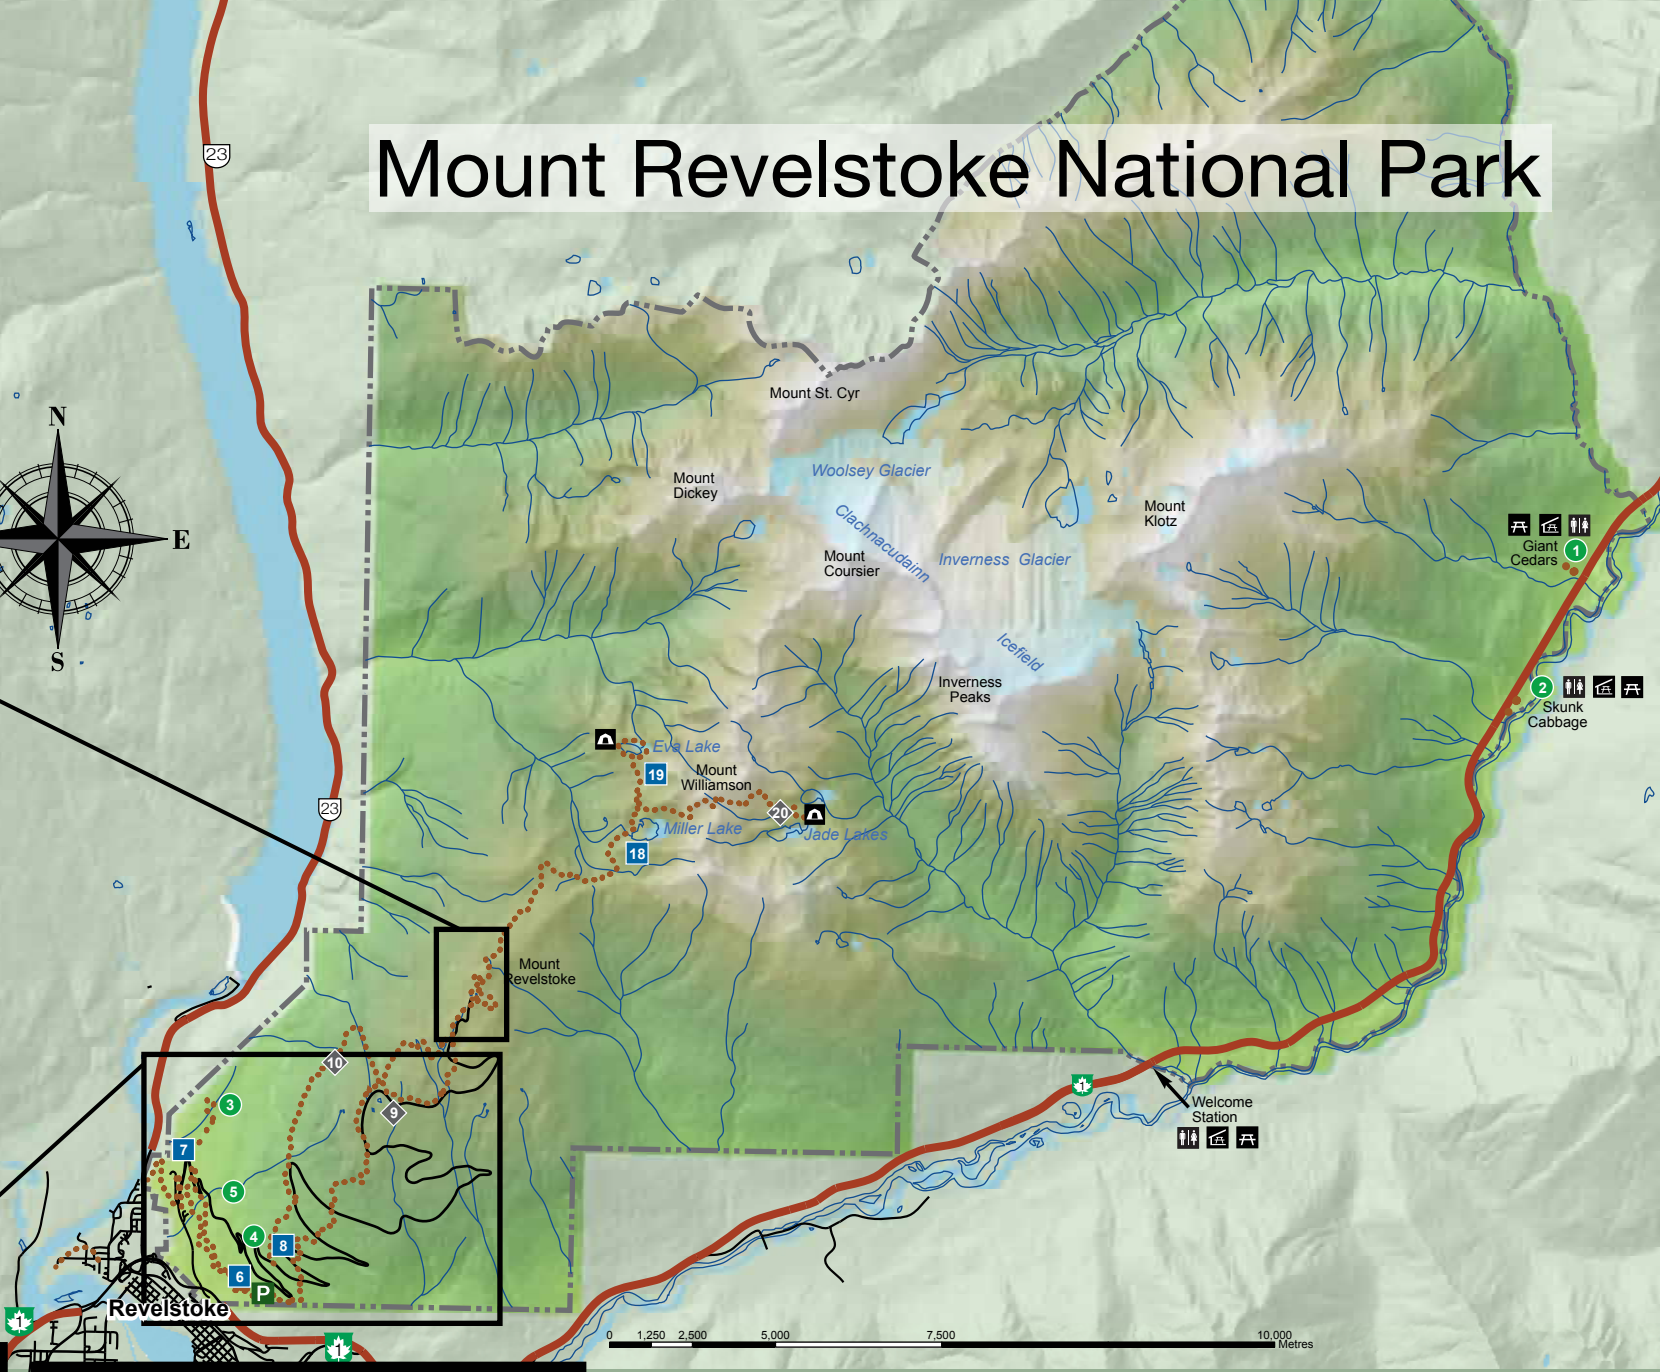 23
Mount Revelstoke National Park
N
E
S
Mount St. Cyr
Woolsey Glacier
Mount
Dickey
Clachnacudainn
Mount
Klotz
Mount
Coursier
Inverness Glacier
Icefield
Inverness
Peaks
Giant
Cedars
1
2
Skunk
Cabbage
Eva Lake
19
Mount
Williamson
20
Miller Lake
Jade Lakes
18
23
Mount
Revelstoke
10
9
3
7
5
4
8
6
P
Revelstoke
1
1
1
Welcome
Station
0 1,250 2,500 5,000 7,500 10,000
Metres